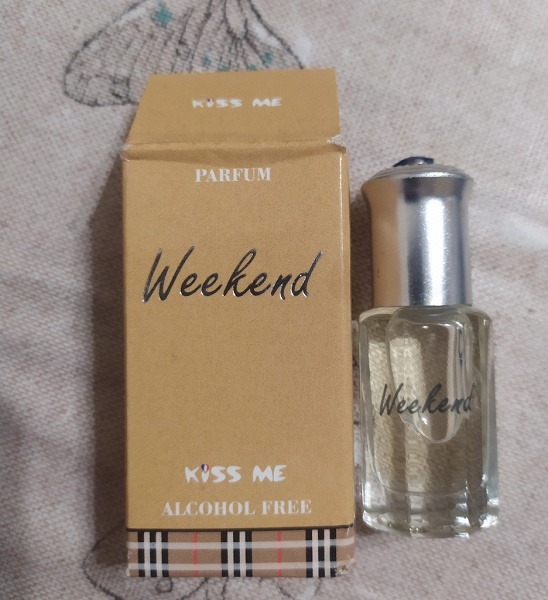 KISS ME
PARFUM
Weekend
KISS ME
ALCOHOL FREE
Weekend